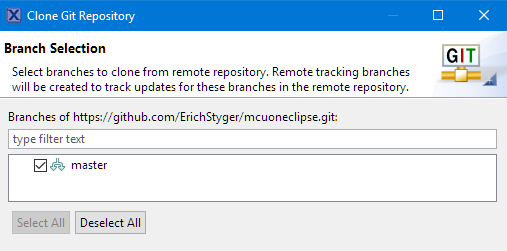 Clone Git Repository
Branch Selection
GIT
Select branches to clone from remote repository. Remote tracking branches
will be created to track updates for these branches in the remote repository.
Branches of https://github.com/ErichStyger/mcuoneclipse.git:
type filter text
master
Select All Deselect All